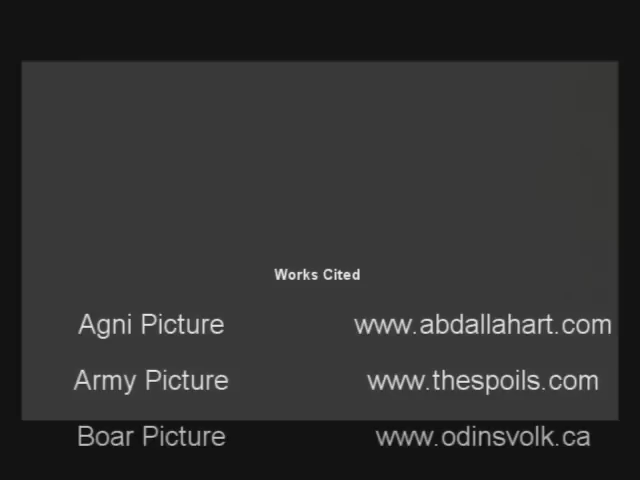 Works Cited
Agni Picture www.abdallahart.com
Army Picture www.thespoils.com
Boar Picture www.odinsvolk.ca